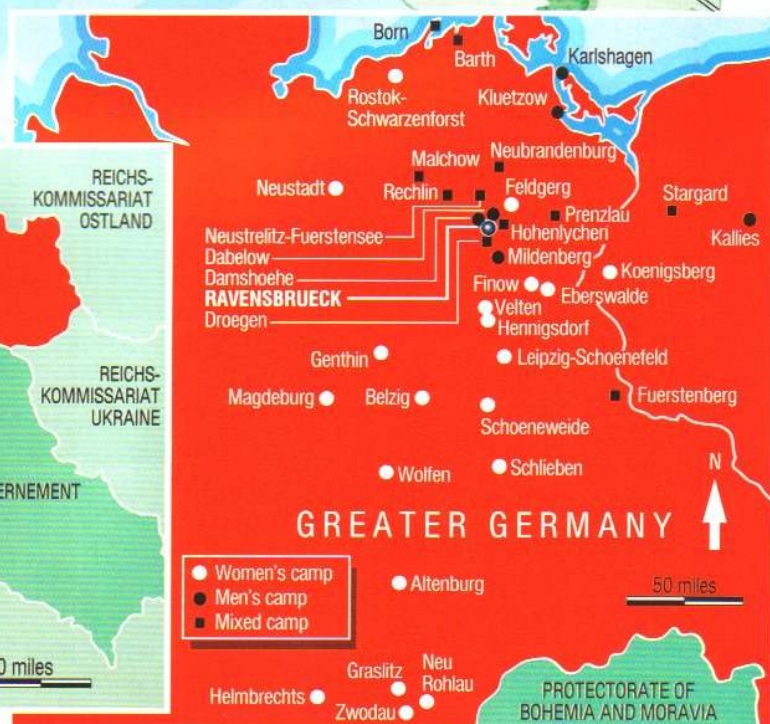 Born
Barth
Karlshagen
Rostok-
Schwarzenforst
Kluetzow
Malchow
Neubrandenburg
Neustadt
Rechlin
Feldgerg
Prenzlau
Stargard
Kallies
Neustrelitz-Fuerstensee
Hohenlychen
Dabelow
Mildenberg
Damshoehe
Koenigsberg
RAVENSBRUECK
Finow
Eberswalde
Droegen
Velten
Hennigsdorf
Genthin
Leipzig-Schoenefeld
Magdeburg
Belzig
Fuerstenberg
Schoeneweide
Wolfen
Schlieben
N
GREATER GERMANY
Women's camp
Men's camp
Mixed camp
Altenburg
50 miles
Graslitz
Neu
Rohlau
Helmbrechts
Zwodau
PROTECTORATE OF
BOHEMIA AND MORAVIA
REICHS-
KOMMISSARIAT
OSTLAND
REICHS-
KOMMISSARIAT
UKRAINE
ERNEMENT
0 miles